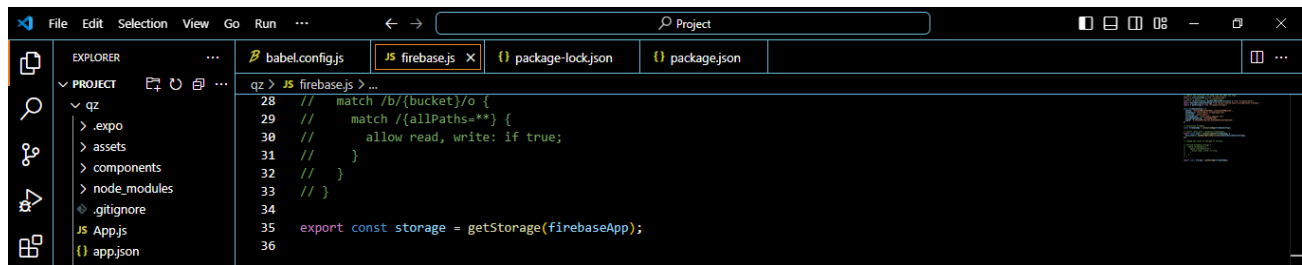 File Edit Selection View Go Run ··· Project
EXPLORER ···
babel.config.js JS firebase.js {} package-lock.json {} package.json
PROJECT ···
qz > JS firebase.js > ...
qz
.expo
assets
components
node_modules
.gitignore
JS App.js
{} app.json
28 //   match /b/{bucket}/o {
29 //     match /{allPaths=**} {
30 //       allow read, write: if true;
31 //     }
32 //   }
33 // }
34
35 export const storage = getStorage(firebaseApp);
36